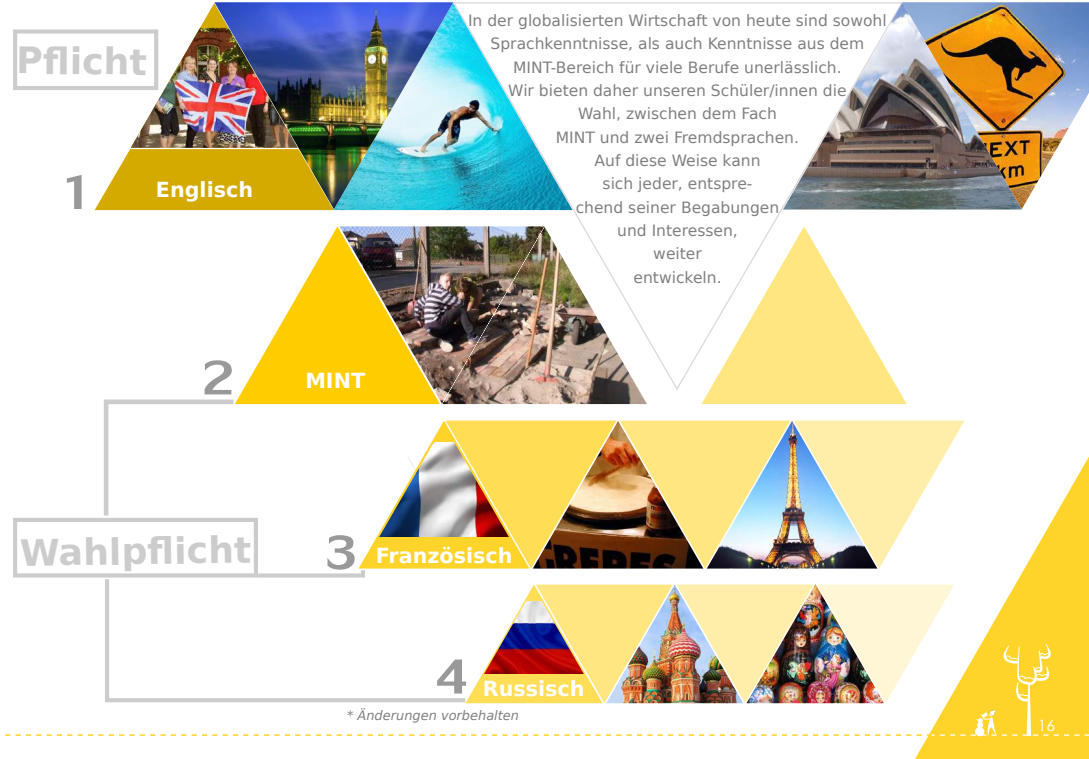 Pflicht
In der globalisierten Wirtschaft von heute sind sowohl
Sprachkenntnisse, als auch Kenntnisse aus dem
MINT-Bereich für viele Berufe unerlässlich.
Wir bieten daher unseren Schüler/innen die
Wahl, zwischen dem Fach
MINT und zwei Fremdsprachen.
Auf diese Weise kann
sich jeder, entspre-
chend seiner Begabungen
und Interessen,
weiter
entwickeln.
EXT
km
1
Englisch
2
MINT
Wahlpflicht
3
Französisch
CREPES
4
Russisch
* Änderungen vorbehalten
16